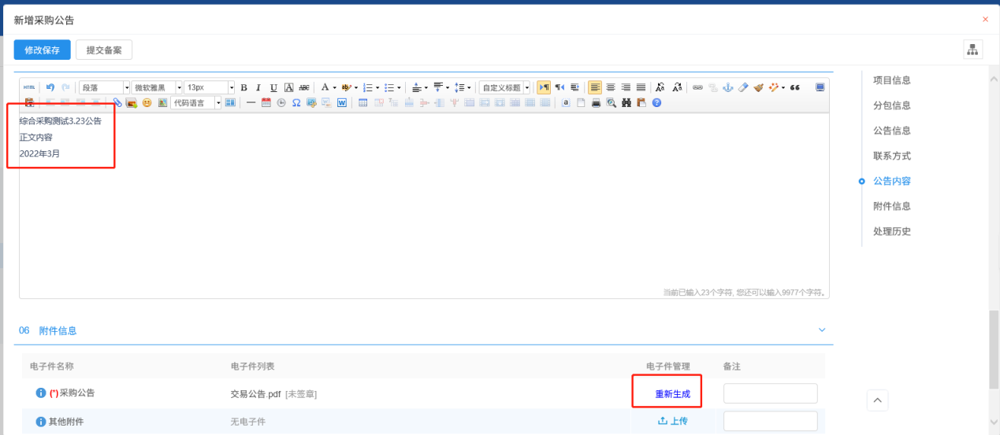 新增采购公告
修改保存 提交备案
HTML 段落 微软雅黑 13px B I U A ABC A 自定义标题
代码语言
综合采购测试3.23公告
正文内容
2022年3月
当前已输入23个字符, 您还可以输入9977个字符。
项目信息
分包信息
公告信息
联系方式
公告内容
附件信息
处理历史
06 附件信息
电子件名称 电子件列表 电子件管理 备注
(*)采购公告 交易公告.pdf [未签章] 重新生成
其他附件 无电子件 上传